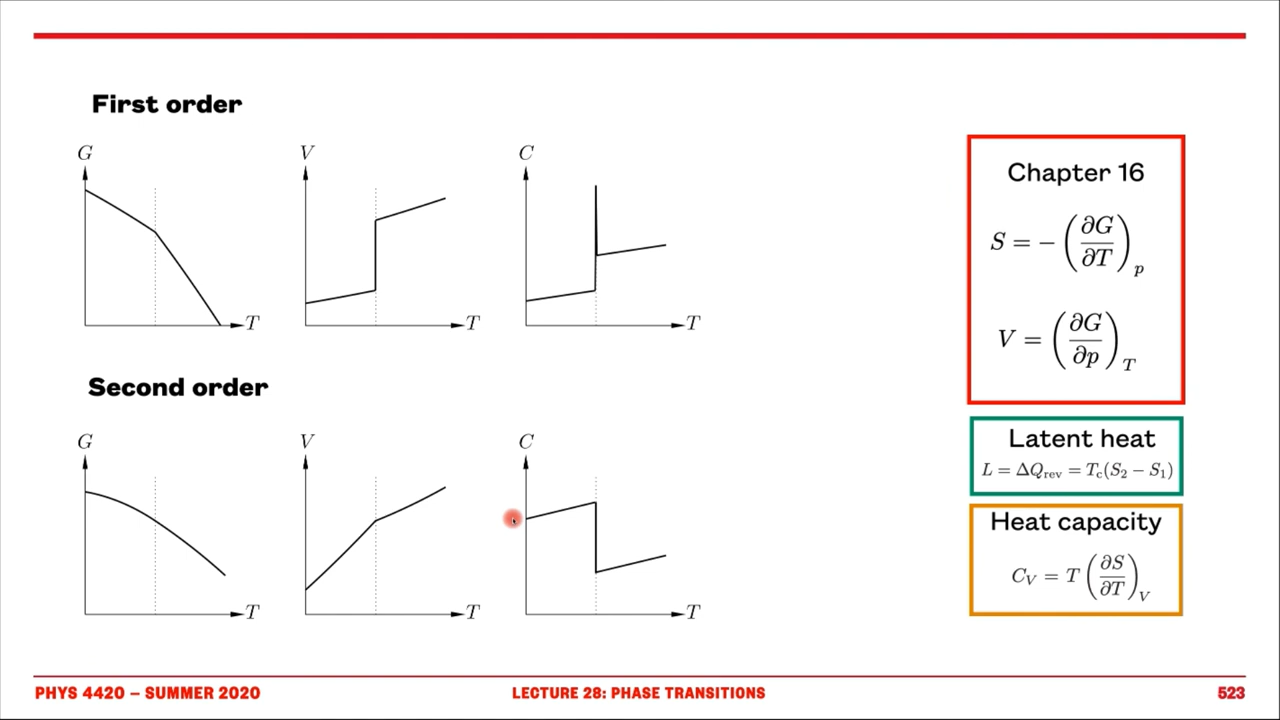 First order
G
V
C
T
T
T
Second order
G
V
C
T
T
T
Chapter 16
S = − (∂G/∂T)_p
V = (∂G/∂p)_T
Latent heat
L = ΔQ_rev = T_c(S_2 − S_1)
Heat capacity
C_V = T (∂S/∂T)_V
PHYS 4420 – SUMMER 2020
LECTURE 28: PHASE TRANSITIONS
523